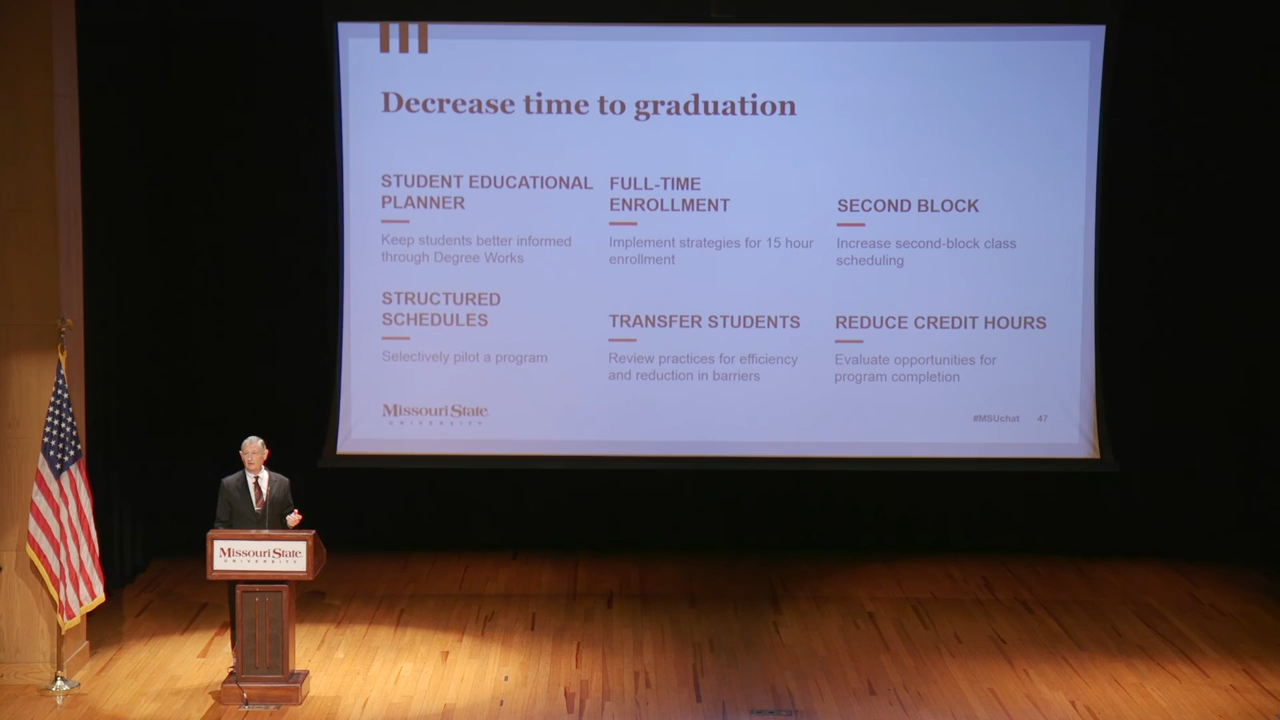 Decrease time to graduation
STUDENT EDUCATIONAL
PLANNER
Keep students better informed
through Degree Works
FULL-TIME
ENROLLMENT
Implement strategies for 15 hour
enrollment
SECOND BLOCK
Increase second-block class
scheduling
STRUCTURED
SCHEDULES
Selectively pilot a program
TRANSFER STUDENTS
Review practices for efficiency
and reduction in barriers
REDUCE CREDIT HOURS
Evaluate opportunities for
program completion
Missouri State
UNIVERSITY
#MSUchat 47
Missouri State
UNIVERSITY